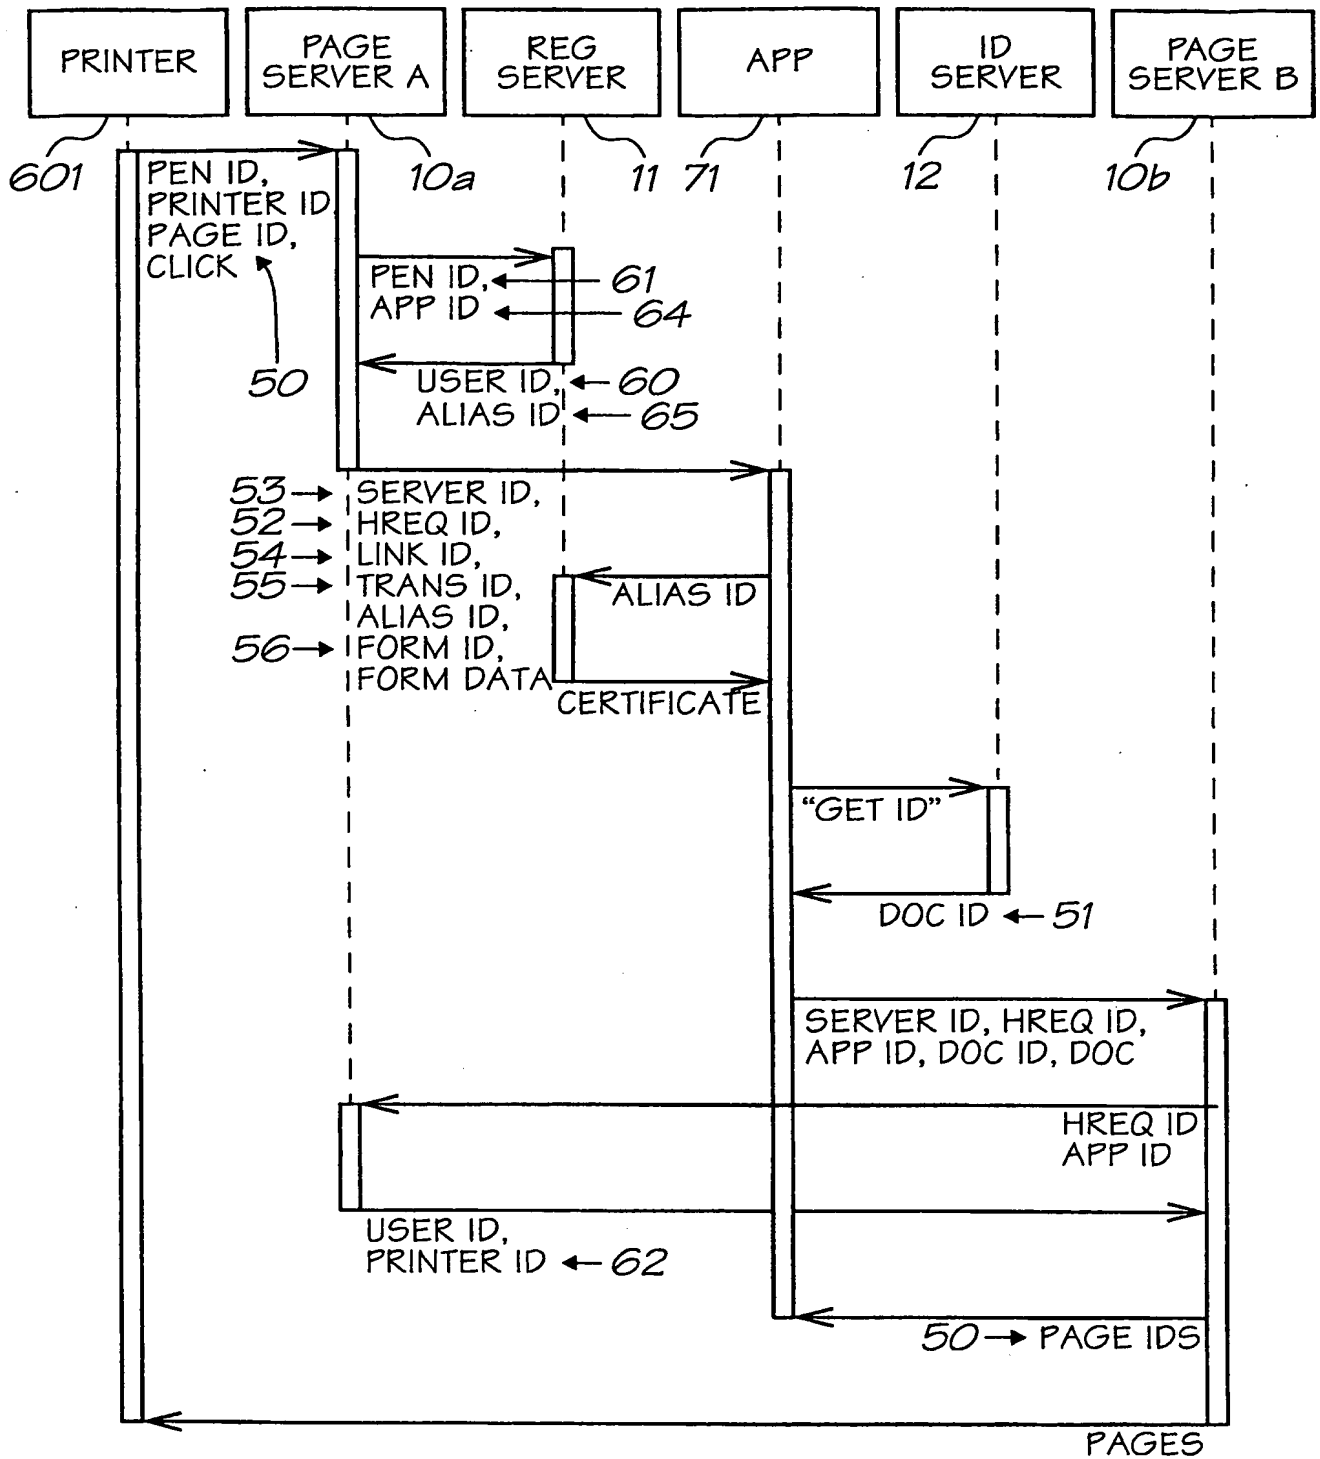 PRINTER
PAGE
SERVER A
REG
SERVER
APP
ID
SERVER
PAGE
SERVER B
601
10a
11
71
12
10b
PEN ID,
PRINTER ID
PAGE ID,
CLICK
50
PEN ID,
61
APP ID
64
USER ID,
60
ALIAS ID
65
53
SERVER ID,
52
HREQ ID,
54
LINK ID,
55
TRANS ID,
ALIAS ID,
56
FORM ID,
FORM DATA
ALIAS ID
CERTIFICATE
"GET ID"
DOC ID
51
SERVER ID, HREQ ID,
APP ID, DOC ID, DOC
HREQ ID
APP ID
USER ID,
PRINTER ID
62
50
PAGE IDS
PAGES